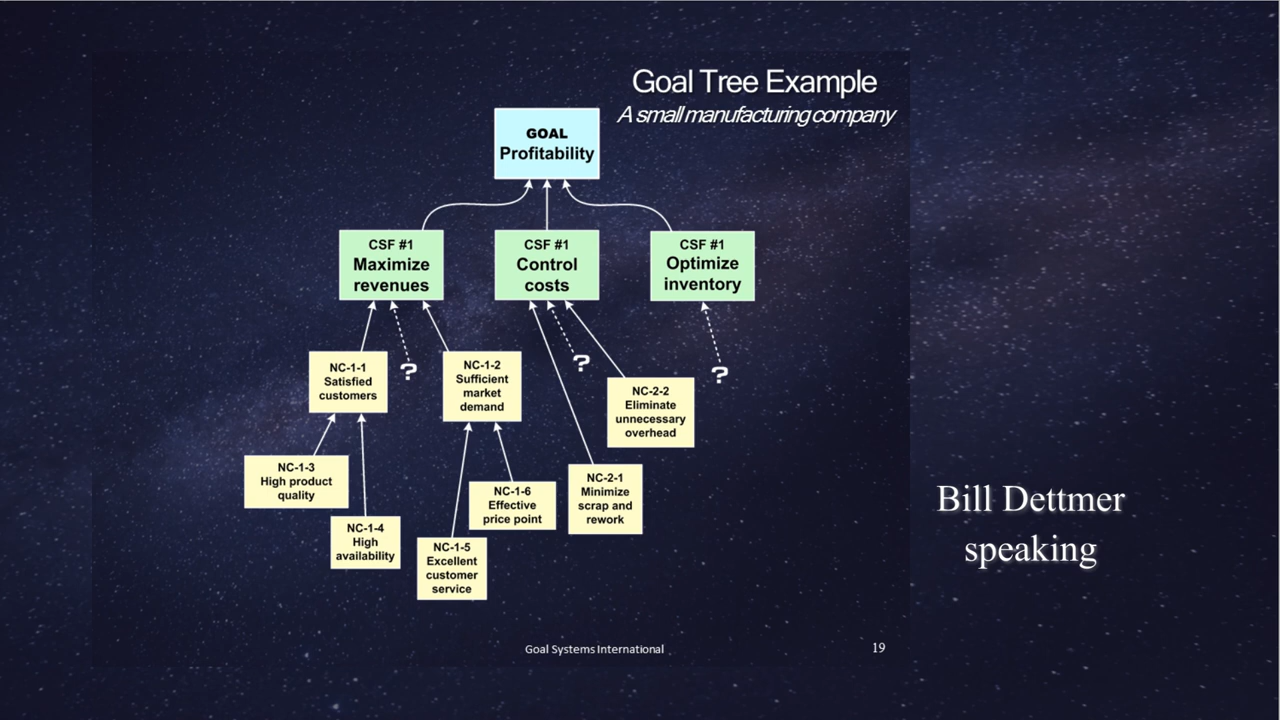 Goal Tree Example
A small manufacturing company
GOAL
Profitability
CSF #1
Maximize
revenues
CSF #1
Control
costs
CSF #1
Optimize
inventory
NC-1-1
Satisfied
customers
?
NC-1-2
Sufficient
market
demand
?
NC-2-2
Eliminate
unnecessary
overhead
?
NC-1-3
High product
quality
NC-1-4
High
availability
NC-1-5
Excellent
customer
service
NC-1-6
Effective
price point
NC-2-1
Minimize
scrap and
rework
Bill Dettmer
speaking
Goal Systems International
19